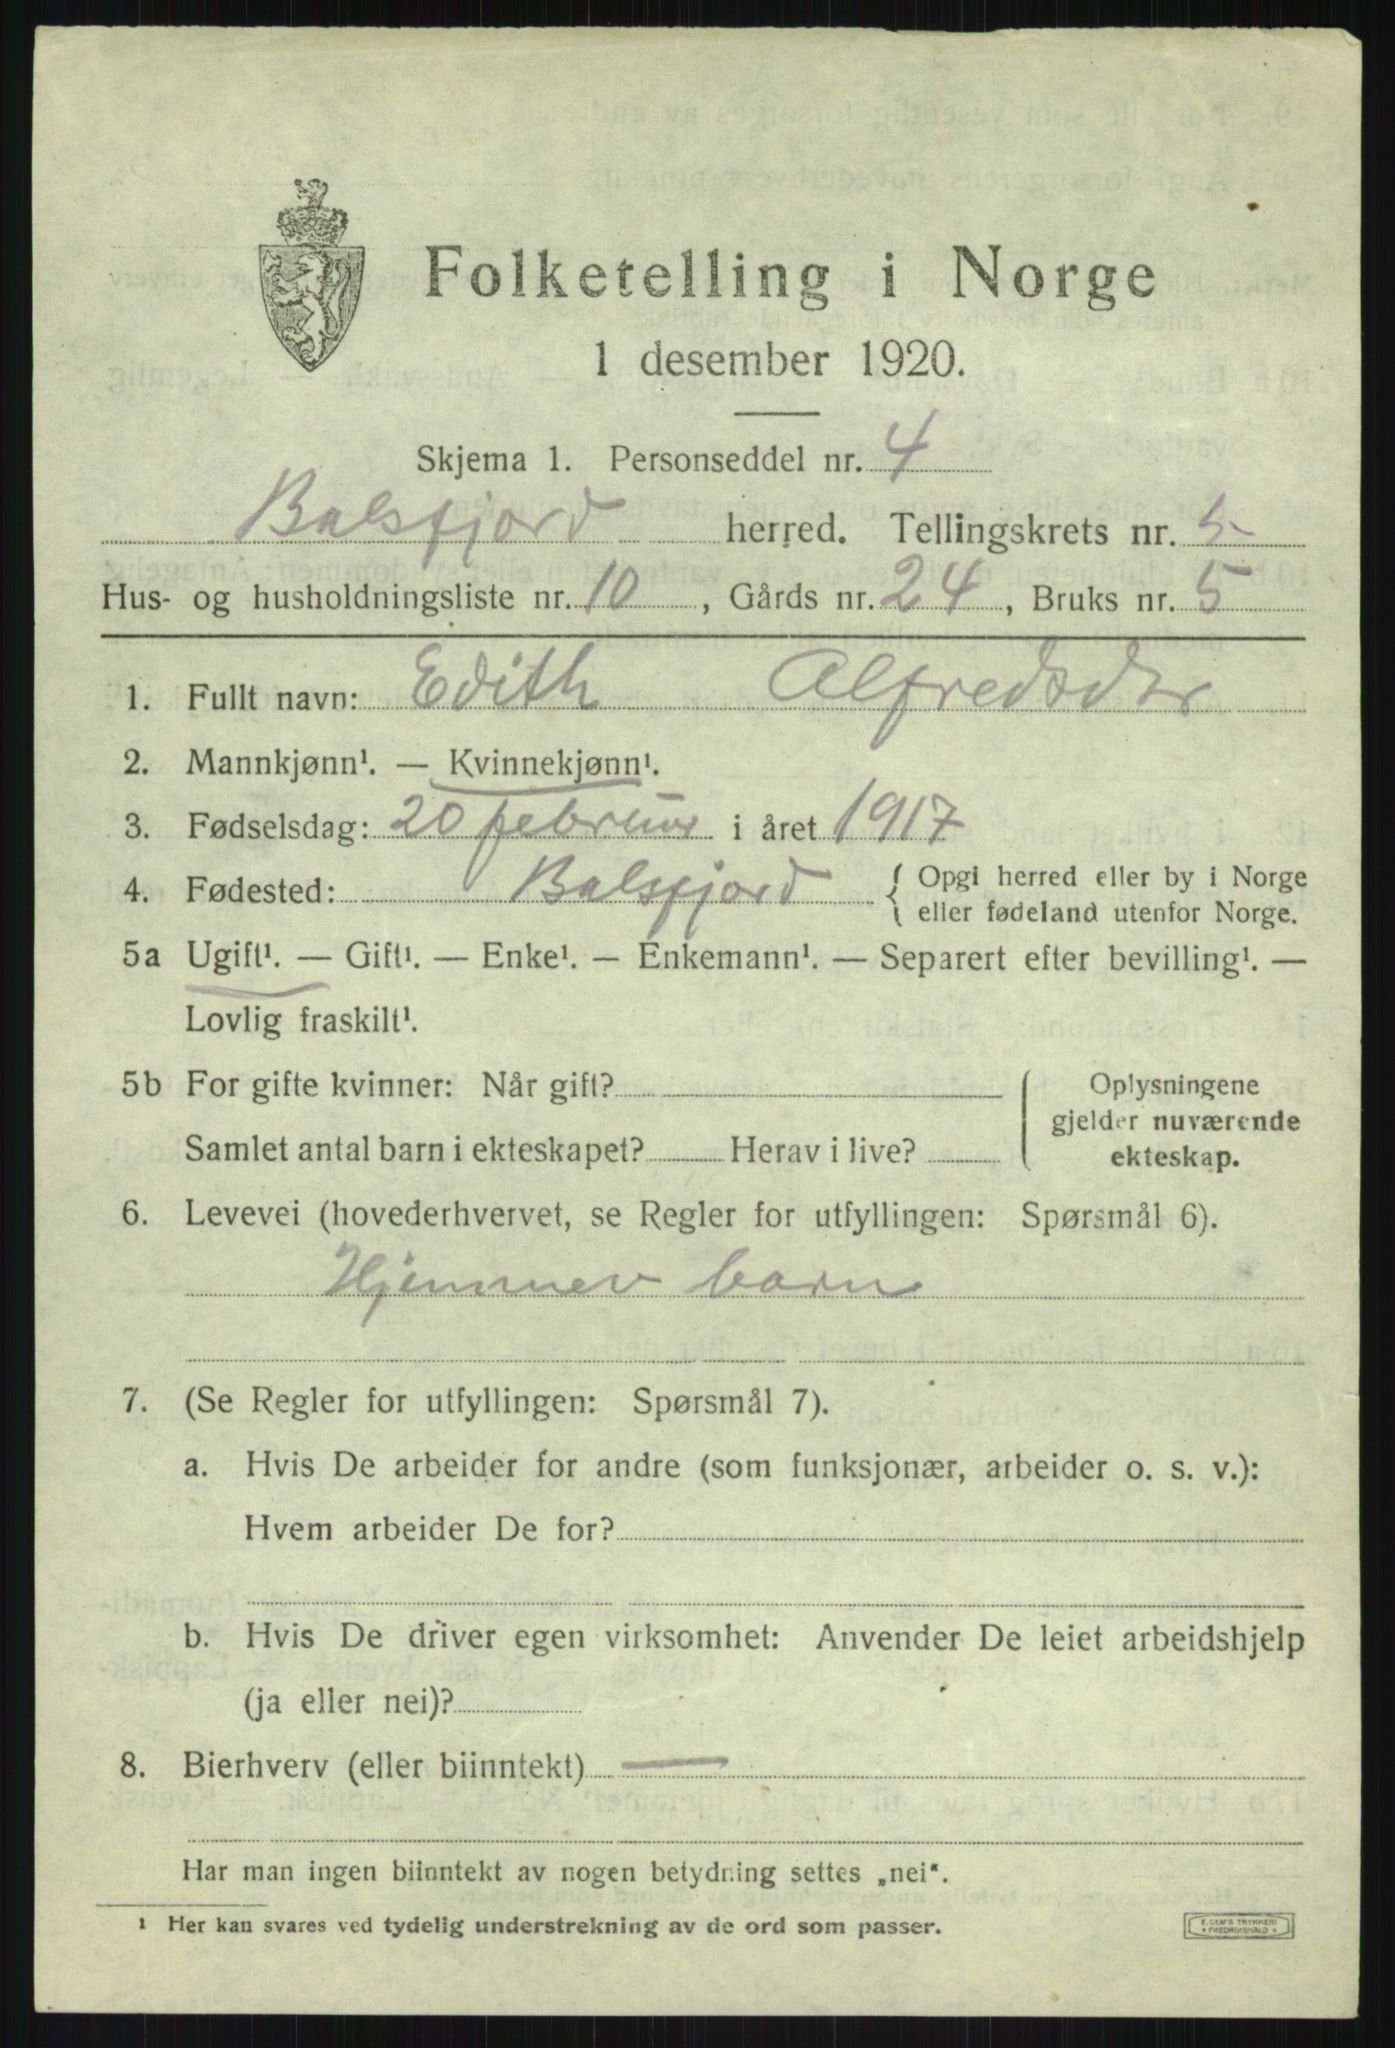 Folketelling i Norge
1 desember 1920.
Skjema 1. Personseddel nr. 4
Balsfjord herred. Tellingskrets nr. 5
Hus- og husholdningsliste nr. 10, Gårds nr. 24, Bruks nr. 5
1. Fullt navn: Edith Alfredsdtr
2. Mannkjønn¹. — Kvinnekjønn¹.
3. Fødselsdag: 20 februar i året 1917
4. Fødested: Balsfjord { Opgi herred eller by i Norge
eller fødeland utenfor Norge.
5a Ugift¹. — Gift¹. — Enke¹. — Enkemann¹. — Separert efter bevilling¹. —
Lovlig fraskilt¹.
5b For gifte kvinner: Når gift?
Samlet antal barn i ekteskapet? Herav i live?
Oplysningene
gjelder nuværende
ekteskap.
6. Levevei (hovederhvervet, se Regler for utfyllingen: Spørsmål 6).
Hjemmev barn
7. (Se Regler for utfyllingen: Spørsmål 7).
a. Hvis De arbeider for andre (som funksjonær, arbeider o. s. v.):
Hvem arbeider De for?
b. Hvis De driver egen virksomhet: Anvender De leiet arbeidshjelp
(ja eller nei)?
8. Bierhverv (eller biinntekt) —
Har man ingen biinntekt av nogen betydning settes „nei“.
¹ Her kan svares ved tydelig understrekning av de ord som passer.
E. DEM'S TRYKKERI
FREDRIKSHALD